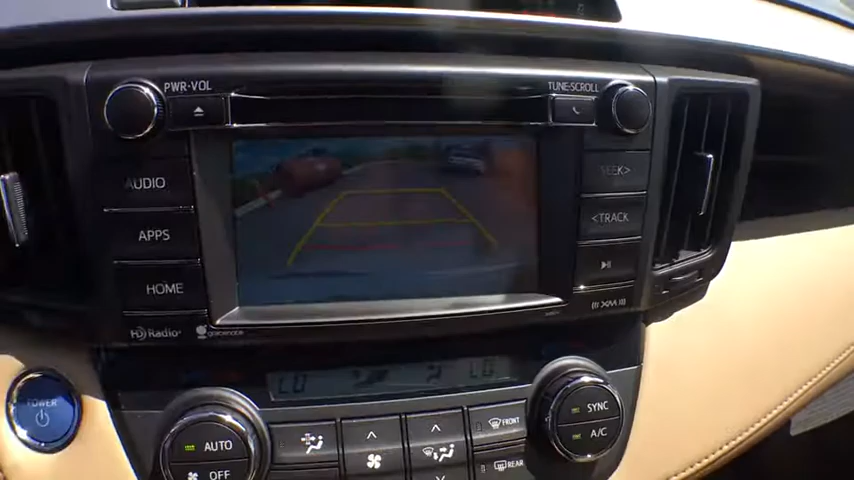 PWR·VOL
TUNE·SCROLL
AUDIO
SEEK>
APPS
<TRACK
HOME
HD Radio
gracenote
((( XM )))
LO
LO
POWER
AUTO
OFF
FRONT
REAR
SYNC
A/C